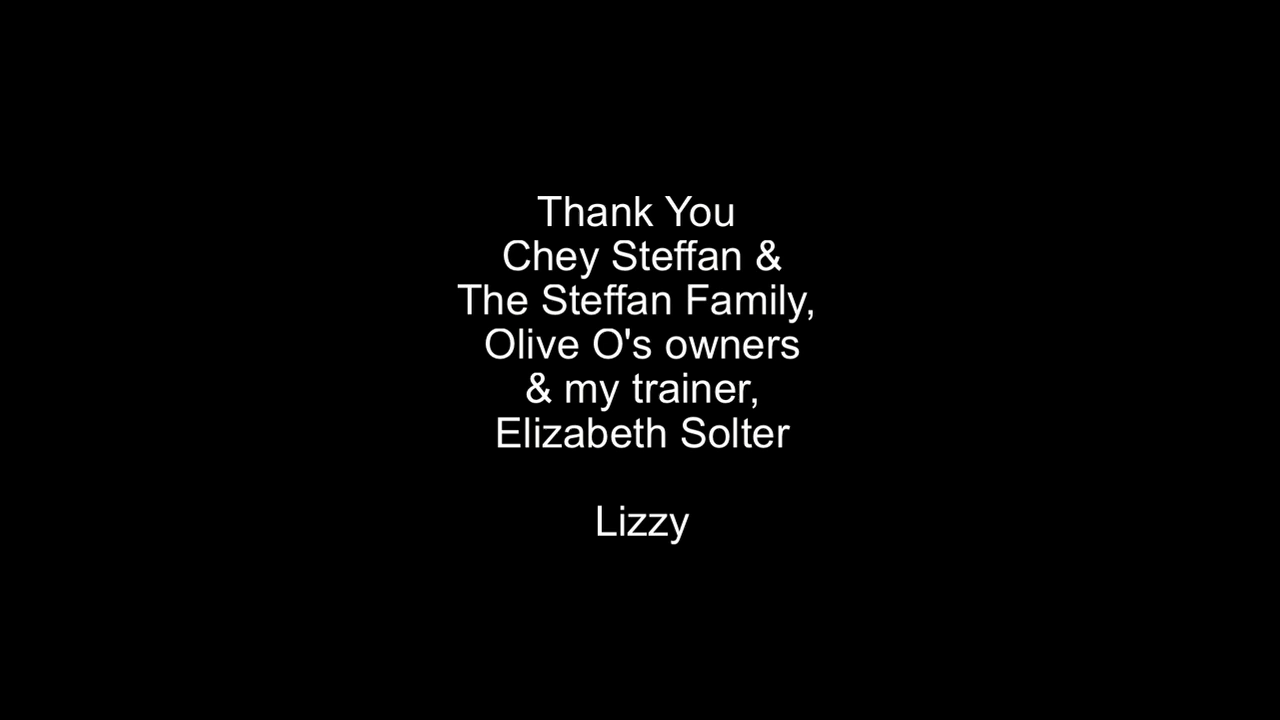 Thank You
Chey Steffan &
The Steffan Family,
Olive O's owners
& my trainer,
Elizabeth Solter
Lizzy